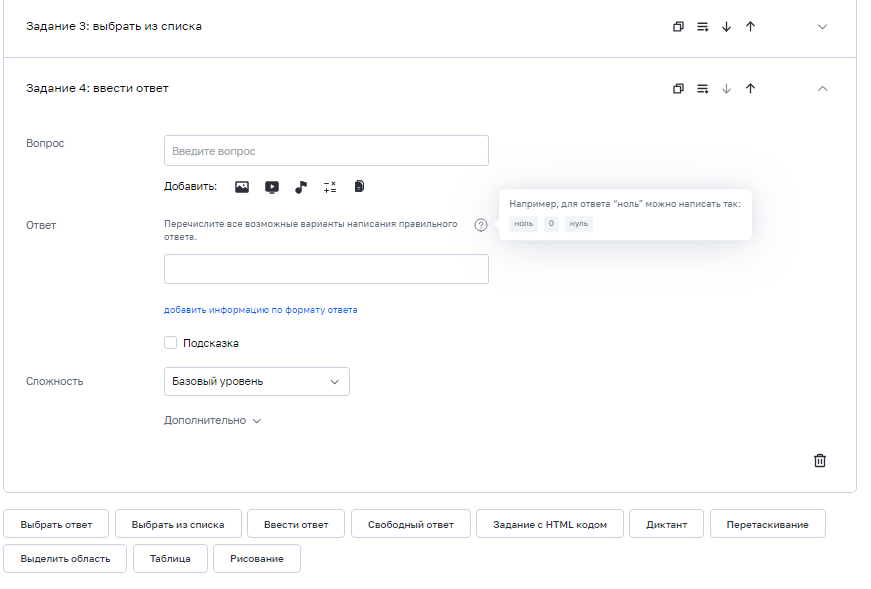 Задание 3: выбрать из списка
Задание 4: ввести ответ
Вопрос
Введите вопрос
Добавить:
Например, для ответа “ноль” можно написать так:
ноль 0 нуль
Ответ
Перечислите все возможные варианты написания правильного
ответа.
добавить информацию по формату ответа
Подсказка
Сложность
Базовый уровень
Дополнительно
Выбрать ответ
Выбрать из списка
Ввести ответ
Свободный ответ
Задание с HTML кодом
Диктант
Перетаскивание
Выделить область
Таблица
Рисование